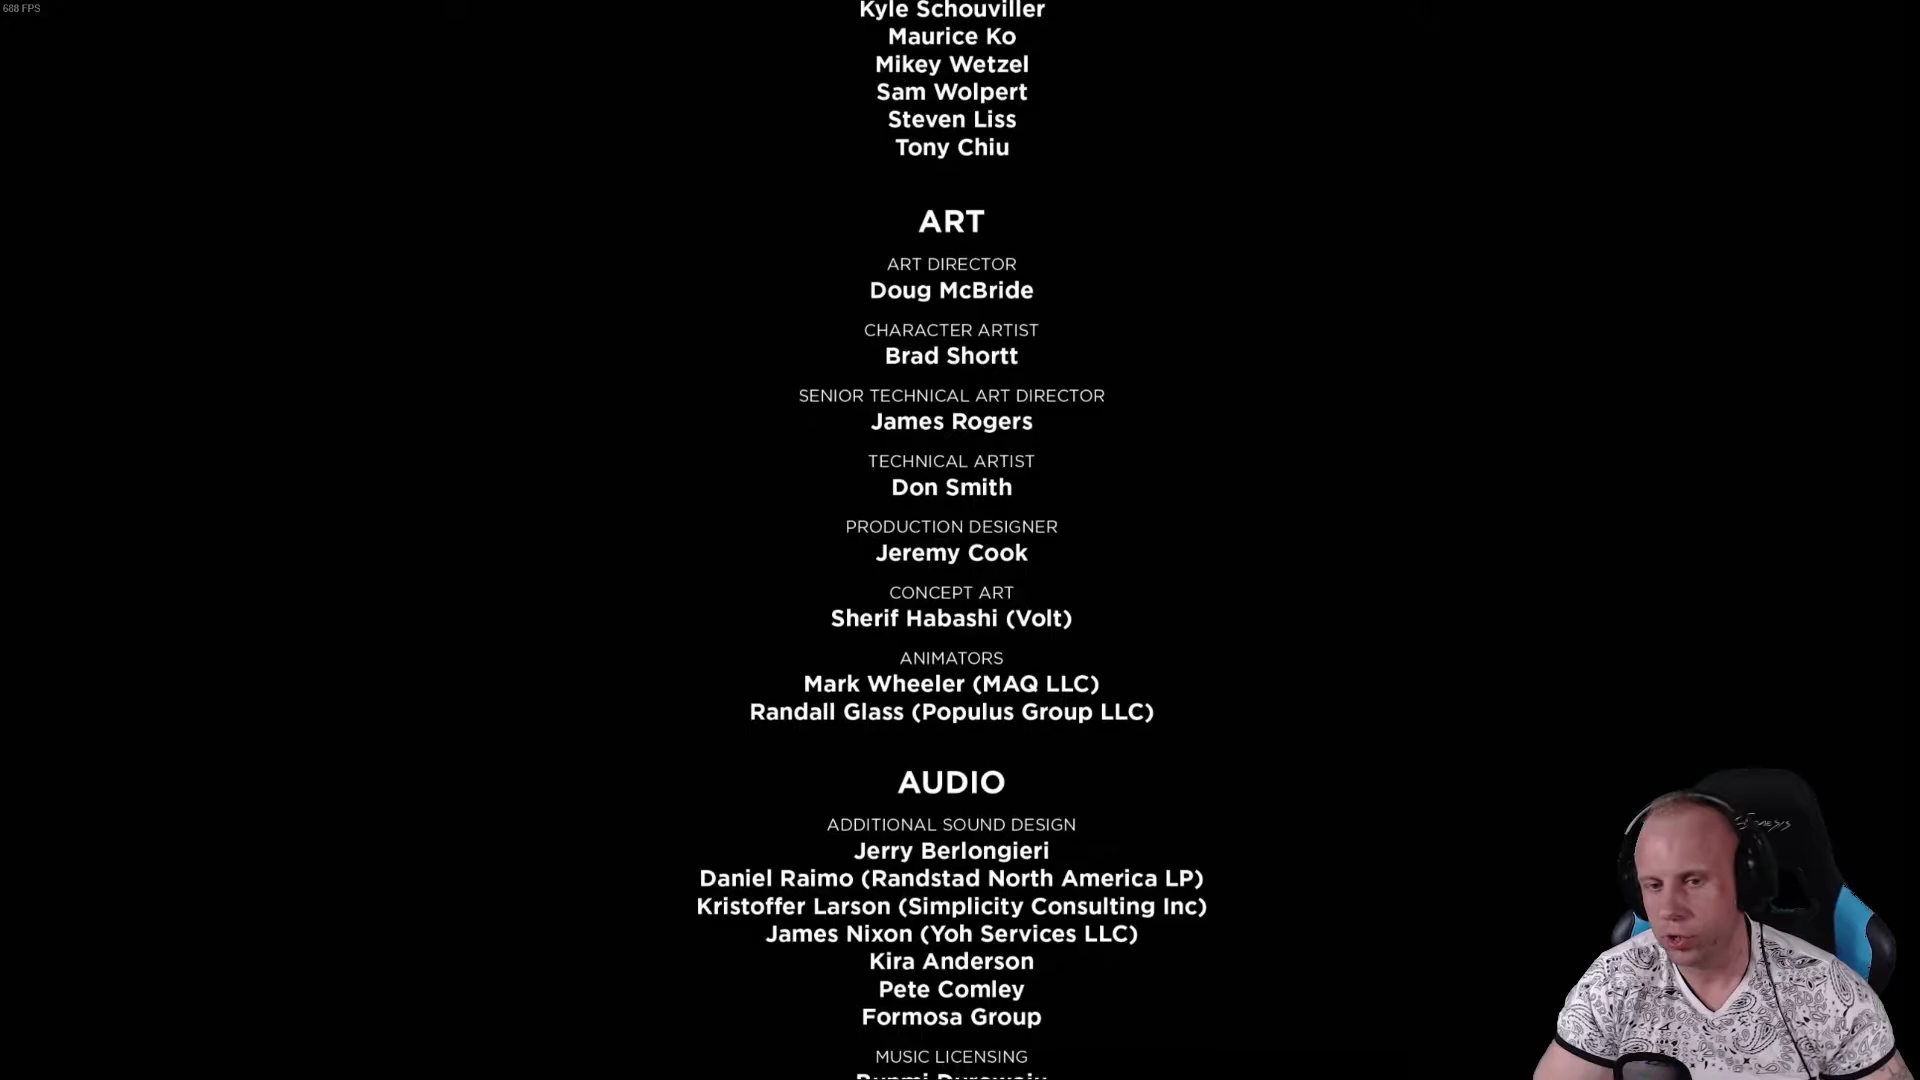 688 FPS
Kyle Schouviller
Maurice Ko
Mikey Wetzel
Sam Wolpert
Steven Liss
Tony Chiu
ART
ART DIRECTOR
Doug McBride
CHARACTER ARTIST
Brad Shortt
SENIOR TECHNICAL ART DIRECTOR
James Rogers
TECHNICAL ARTIST
Don Smith
PRODUCTION DESIGNER
Jeremy Cook
CONCEPT ART
Sherif Habashi (Volt)
ANIMATORS
Mark Wheeler (MAQ LLC)
Randall Glass (Populus Group LLC)
AUDIO
ADDITIONAL SOUND DESIGN
Jerry Berlongieri
Daniel Raimo (Randstad North America LP)
Kristoffer Larson (Simplicity Consulting Inc)
James Nixon (Yoh Services LLC)
Kira Anderson
Pete Comley
Formosa Group
MUSIC LICENSING